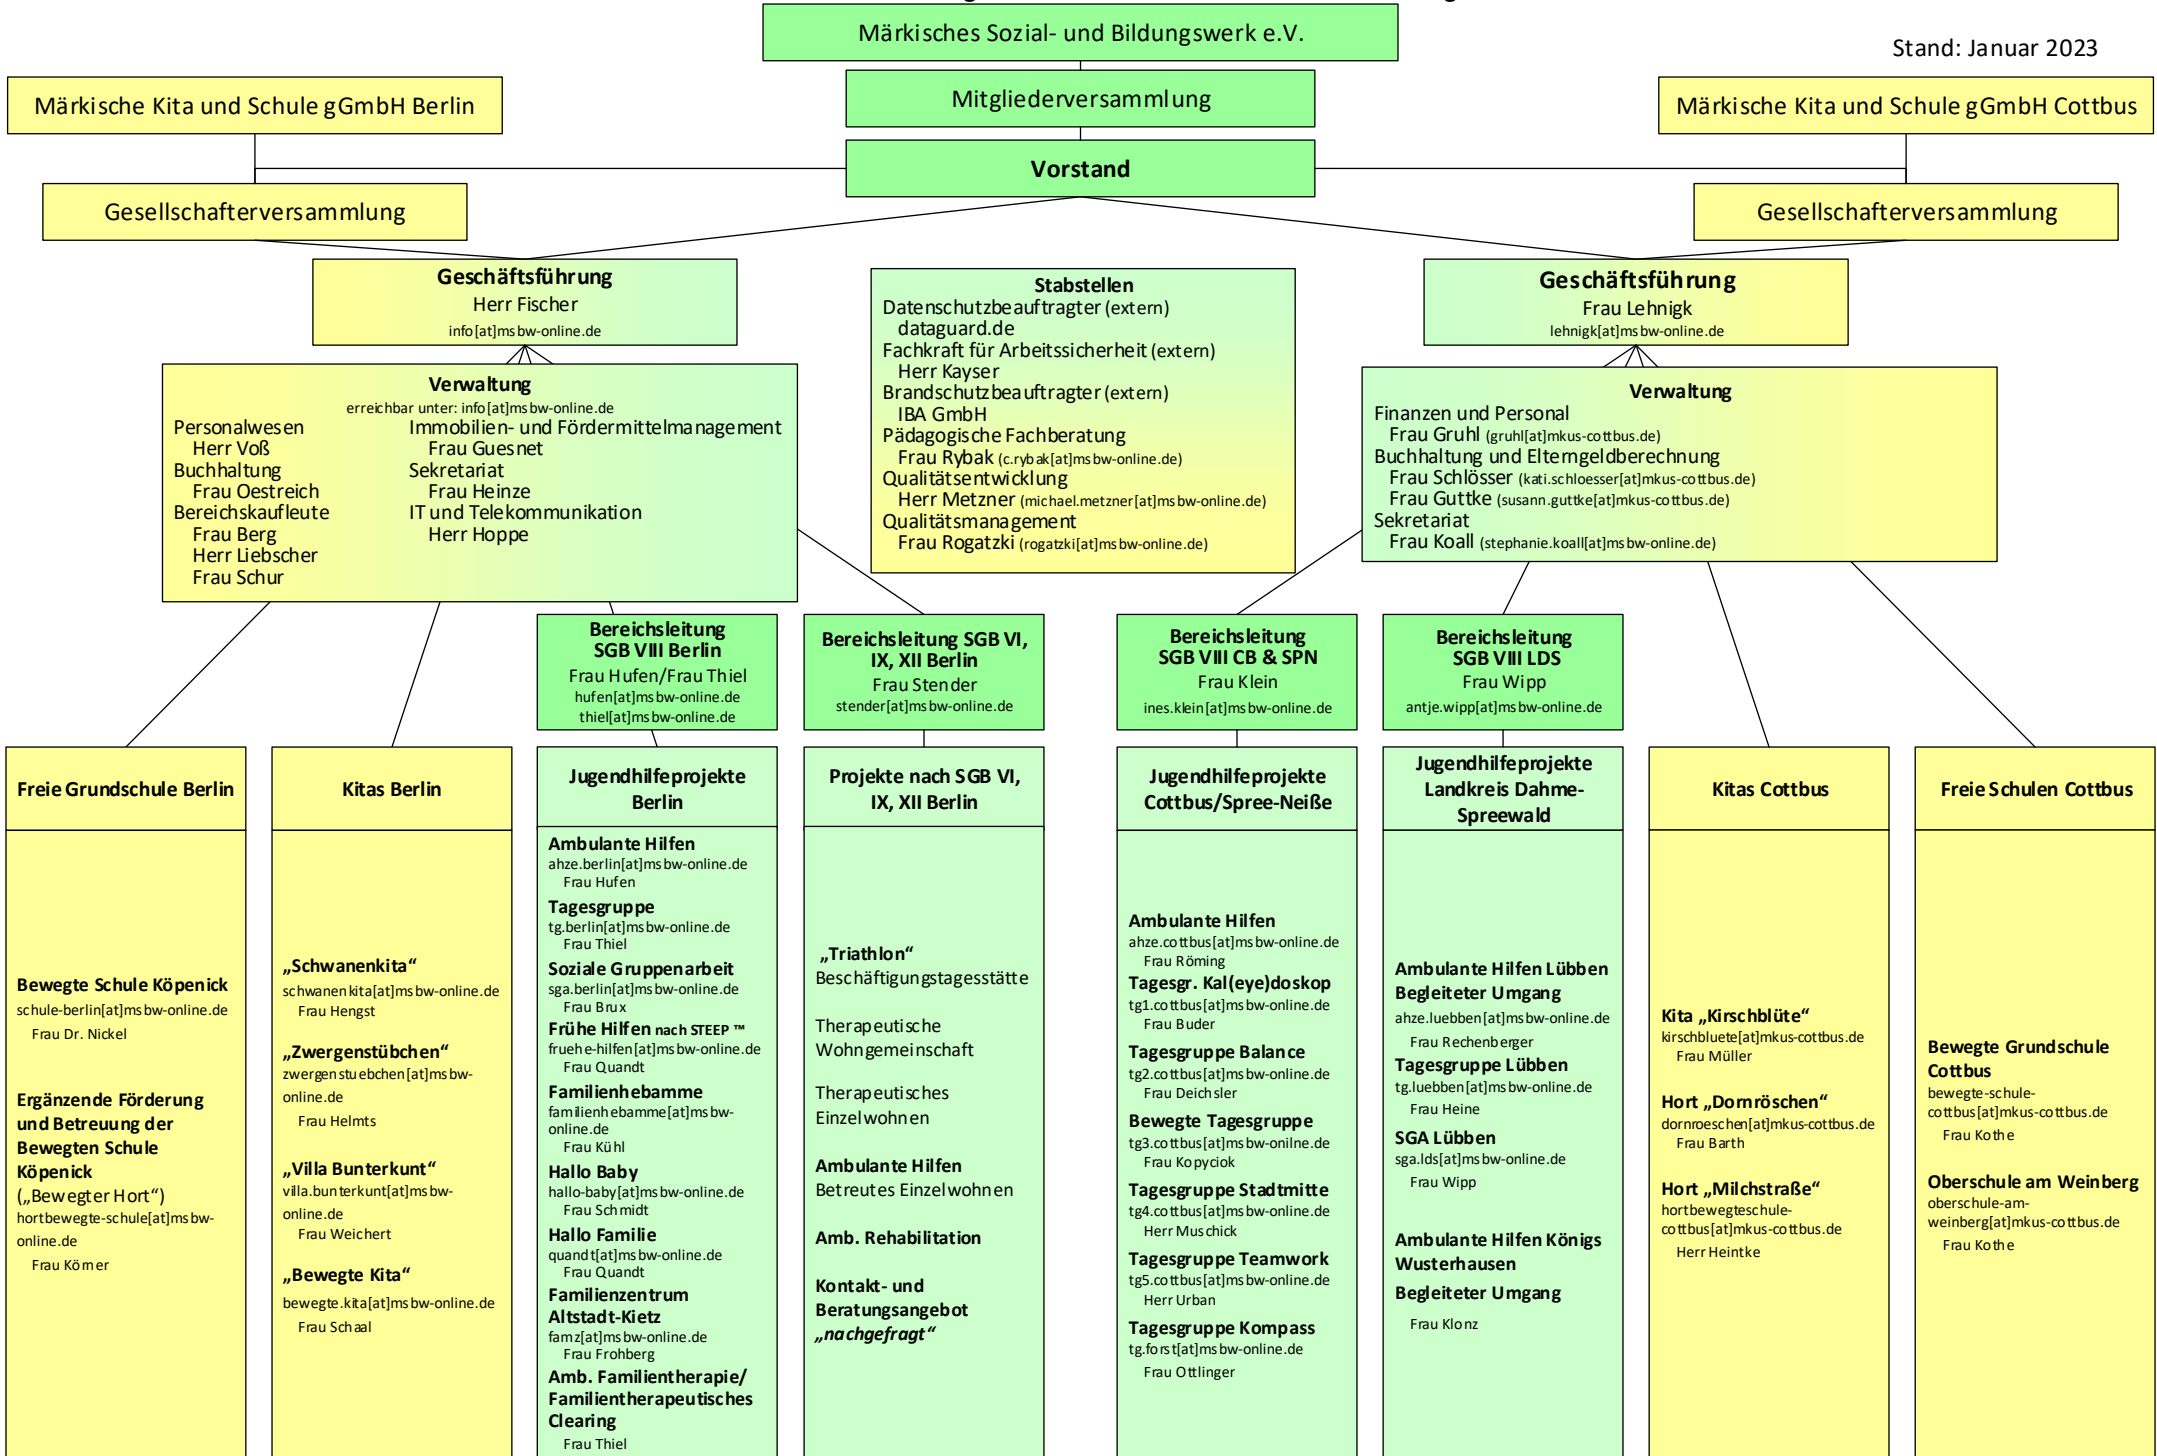 Märkisches Sozial- und Bildungswerk e.V.
Stand: Januar 2023
Märkische Kita und Schule gGmbH Berlin
Mitgliederversammlung
Märkische Kita und Schule gGmbH Cottbus
Vorstand
Gesellschafterversammlung
Gesellschafterversammlung
Geschäftsführung
Herr Fischer
info[at]msbw-online.de
Stabstellen
Datenschutzbeauftragter (extern)
dataguard.de
Fachkraft für Arbeitssicherheit (extern)
Herr Kayser
Brandschutzbeauftragter (extern)
IBA GmbH
Pädagogische Fachberatung
Frau Rybak (c.rybak[at]msbw-online.de)
Qualitätsentwicklung
Herr Metzner (michael.metzner[at]msbw-online.de)
Qualitätsmanagement
Frau Rogatzki (rogatzki[at]msbw-online.de)
Geschäftsführung
Frau Lehnigk
lehnigk[at]msbw-online.de
Verwaltung
erreichbar unter: info[at]msbw-online.de
Personalwesen
Herr Voß
Buchhaltung
Frau Oestreich
Bereichskaufleute
Frau Berg
Herr Liebscher
Frau Schur
Immobilien- und Fördermittelmanagement
Frau Guesnet
Sekretariat
Frau Heinze
IT und Telekommunikation
Herr Hoppe
Verwaltung
Finanzen und Personal
Frau Gruhl (gruhl[at]mkus-cottbus.de)
Buchhaltung und Elterngeldberechnung
Frau Schlösser (kati.schloesser[at]mkus-cottbus.de)
Frau Guttke (susann.guttke[at]mkus-cottbus.de)
Sekretariat
Frau Koall (stephanie.koall[at]msbw-online.de)
Bereichsleitung
SGB VIII Berlin
Frau Hufen/Frau Thiel
hufen[at]msbw-online.de
thiel[at]msbw-online.de
Bereichsleitung SGB VI,
IX, XII Berlin
Frau Stender
stender[at]msbw-online.de
Bereichsleitung
SGB VIII CB & SPN
Frau Klein
ines.klein[at]msbw-online.de
Bereichsleitung
SGB VIII LDS
Frau Wipp
antje.wipp[at]msbw-online.de
Freie Grundschule Berlin
Bewegte Schule Köpenick
schule-berlin[at]msbw-online.de
Frau Dr. Nickel
Ergänzende Förderung
und Betreuung der
Bewegten Schule
Köpenick
(„Bewegter Hort“)
hortbewegte-schule[at]msbw-
online.de
Frau Körner
Kitas Berlin
„Schwanenkita“
schwanenkita[at]msbw-online.de
Frau Hengst
„Zwergenstübchen“
zwergenstuebchen[at]msbw-
online.de
Frau Helmts
„Villa Bunterkunt“
villa.bunterkunt[at]msbw-
online.de
Frau Weichert
„Bewegte Kita“
bewegte.kita[at]msbw-online.de
Frau Schaal
Jugendhilfeprojekte
Berlin
Ambulante Hilfen
ahze.berlin[at]msbw-online.de
Frau Hufen
Tagesgruppe
tg.berlin[at]msbw-online.de
Frau Thiel
Soziale Gruppenarbeit
sga.berlin[at]msbw-online.de
Frau Brux
Frühe Hilfen nach STEEP ™
fruehe-hilfen[at]msbw-online.de
Frau Quandt
Familienhebamme
familienhebamme[at]msbw-
online.de
Frau Kühl
Hallo Baby
hallo-baby[at]msbw-online.de
Frau Schmidt
Hallo Familie
quandt[at]msbw-online.de
Frau Quandt
Familienzentrum
Altstadt-Kietz
famz[at]msbw-online.de
Frau Frohberg
Amb. Familientherapie/
Familientherapeutisches
Clearing
Frau Thiel
Projekte nach SGB VI,
IX, XII Berlin
„Triathlon“
Beschäftigungstagesstätte
Therapeutische
Wohngemeinschaft
Therapeutisches
Einzelwohnen
Ambulante Hilfen
Betreutes Einzelwohnen
Amb. Rehabilitation
Kontakt- und
Beratungsangebot
„nachgefragt“
Jugendhilfeprojekte
Cottbus/Spree-Neiße
Ambulante Hilfen
ahze.cottbus[at]msbw-online.de
Frau Röming
Tagesgr. Kal(eye)doskop
tg1.cottbus[at]msbw-online.de
Frau Buder
Tagesgruppe Balance
tg2.cottbus[at]msbw-online.de
Frau Deichsler
Bewegte Tagesgruppe
tg3.cottbus[at]msbw-onilne.de
Frau Kopyciok
Tagesgruppe Stadtmitte
tg4.cottbus[at]msbw-online.de
Herr Muschick
Tagesgruppe Teamwork
tg5.cottbus[at]msbw-online.de
Herr Urban
Tagesgruppe Kompass
tg.forst[at]msbw-online.de
Frau Ottlinger
Jugendhilfeprojekte
Landkreis Dahme-
Spreewald
Ambulante Hilfen Lübben
Begleiteter Umgang
ahze.luebben[at]msbw-online.de
Frau Rechenberger
Tagesgruppe Lübben
tg.luebben[at]msbw-online.de
Frau Heine
SGA Lübben
sga.lds[at]msbw-online.de
Frau Wipp
Ambulante Hilfen Königs
Wusterhausen
Begleiteter Umgang
Frau Klonz
Kitas Cottbus
Kita „Kirschblüte“
kirschbluete[at]mkus-cottbus.de
Frau Müller
Hort „Dornröschen“
dornroeschen[at]mkus-cottbus.de
Frau Barth
Hort „Milchstraße“
hortbewegteschule-
cottbus[at]mkus-cottbus.de
Herr Heintke
Freie Schulen Cottbus
Bewegte Grundschule
Cottbus
bewegte-schule-
cottbus[at]mkus-cottbus.de
Frau Kothe
Oberschule am Weinberg
oberschule-am-
weinberg[at]mkus-cottbus.de
Frau Kothe